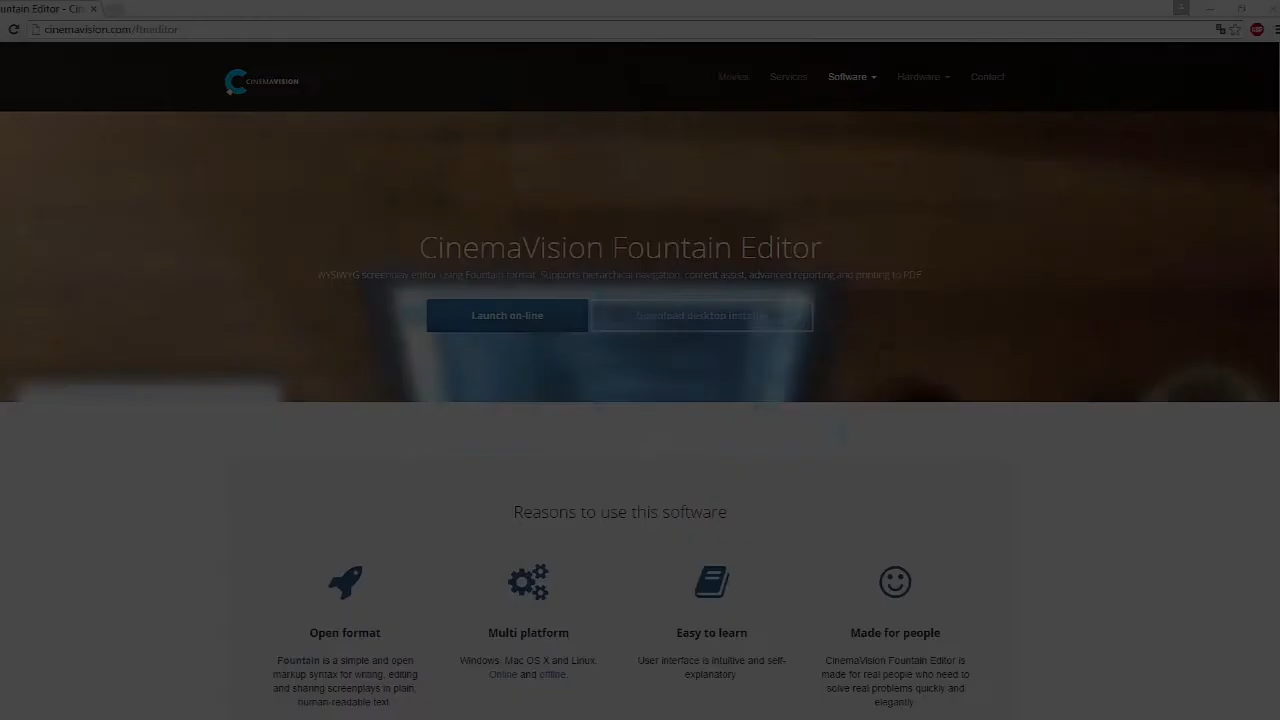 untain Editor - Cin
cinemavision.com/ftneditor
CINEMAVISION
Movies Services Software Hardware Contact
CinemaVision Fountain Editor
WYSIWYG screenplay editor using Fountain format. Supports hierarchical navigation, content assist, advanced reporting and printing to PDF
Launch on-line Download desktop installer
Reasons to use this software
Open format
Fountain is a simple and open
markup syntax for writing, editing
and sharing screenplays in plain,
human-readable text
Multi platform
Windows, Mac OS X and Linux.
Online and offline.
Easy to learn
User interface is intuitive and self-
explanatory
Made for people
CinemaVision Fountain Editor is
made for real people who need to
solve real problems quickly and
elegantly